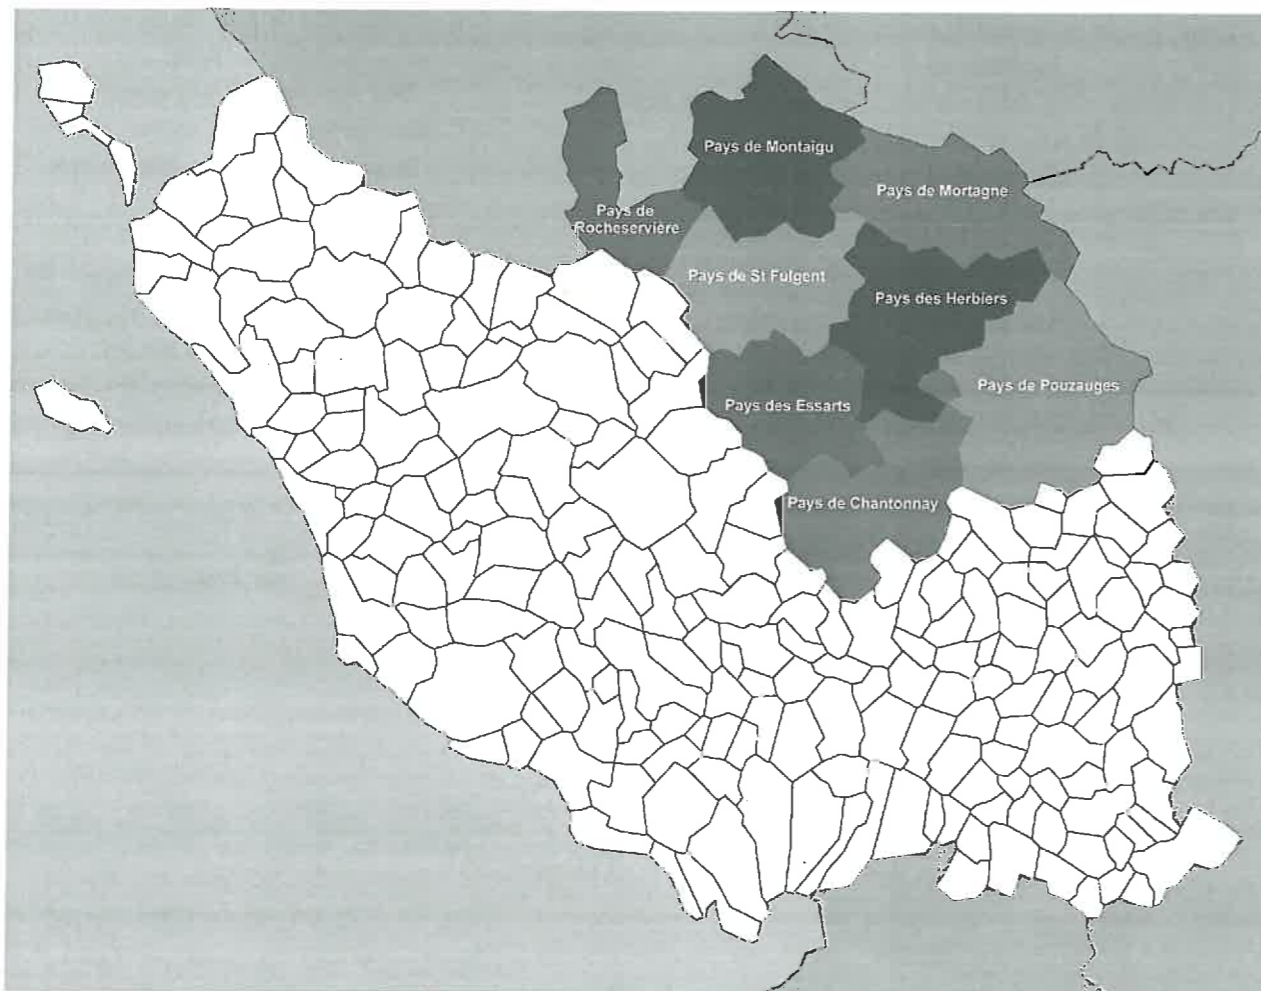 Pays de Montaigu
Pays de Mortagne
Pays de
Rocheservière
Pays de St Fulgent
Pays des Herbiers
Pays de Pouzauges
Pays des Essarts
Pays de Chantonnay